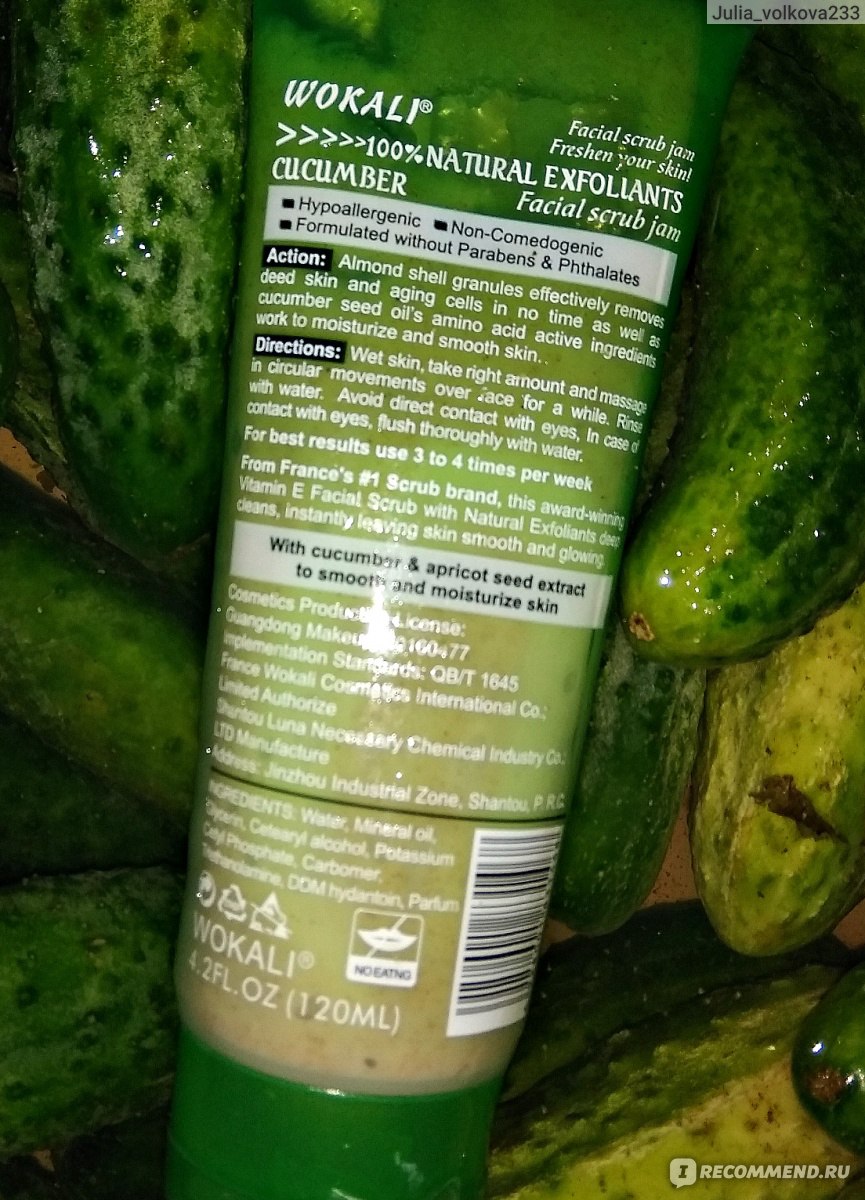 Julia_volkova233
WOKALI®
Facial scrub jam
Freshen your skin!
>>>>>100% NATURAL EXFOLIANTS
CUCUMBER
Facial scrub jam
■ Hypoallergenic ■ Non-Comedogenic
■ Formulated without Parabens & Phthalates
Action: Almond shell granules effectively removes
deed skin and aging cells in no time as well as
cucumber seed oil's amino acid active ingredients
work to moisturize and smooth skin..
Directions: Wet skin, take right amount and massage
in circular movements over face for a while. Rinse
with water. Avoid direct contact with eyes, In case of
contact with eyes, flush thoroughly with water.
For best results use 3 to 4 times per week
From France's #1 Scrub brand, this award-winning
Vitamin E Facial Scrub with Natural Exfoliants deep
cleans, instantly leaving skin smooth and glowing.
With cucumber & apricot seed extract
to smooth and moisturize skin
Cosmetics Production License:
Guangdong Makeup
Implementation Standards: QB/T 1645
France Wokali Cosmetics International Co.;
Limited Authorize
Shantou Luna Necessary Chemical Industry Co.;
LTD Manufacture
Address: Jinzhou Industrial Zone, Shantou, P. R.C
INGREDIENTS: Water, Mineral oil,
Glycerin, Cetearyl alcohol, Potassium
Cetyl Phosphate, Carbomer,
DDM hydantoin, Parfum
WOKALI®
4.2FL.OZ (120ML)
NO EATNG
I RECOMMEND.RU